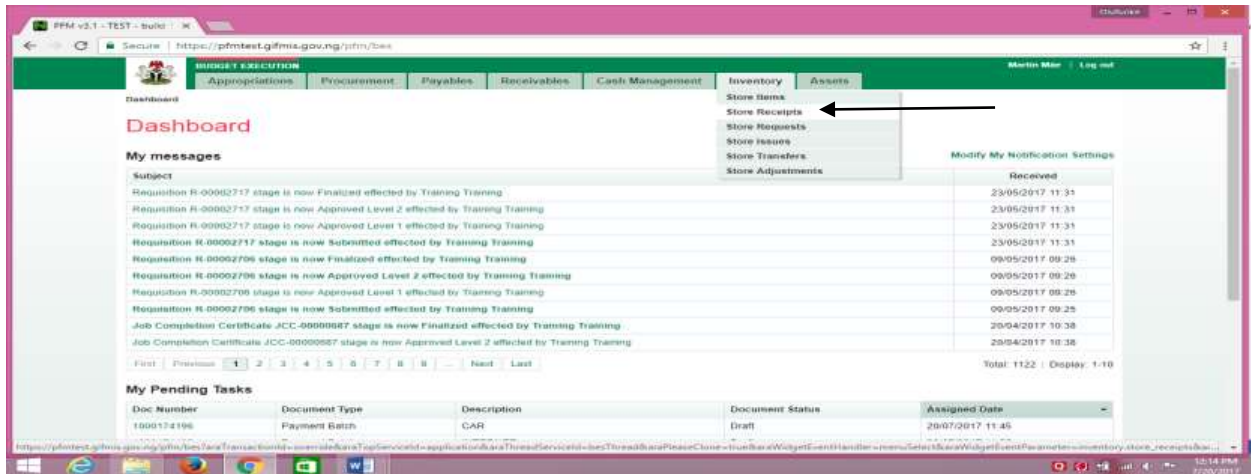 PFM v3.1 - TEST - build
Secure | https://pfmtest.gifmis.gov.ng/pfm/bes
BUDGET EXECUTION
Martin Mier | Log out
Appropriations Procurement Payables Receivables Cash Management Inventory Assets
Dashboard
Store Items
Store Receipts
Store Requests
Store Issues
Store Transfers
Store Adjustments
Dashboard
My messages
Modify My Notification Settings
Subject Received
Requisition R-00002717 stage is now Finalized effected by Training Training 23/05/2017 11:31
Requisition R-00002717 stage is now Approved Level 2 effected by Training Training 23/05/2017 11:31
Requisition R-00002717 stage is now Approved Level 1 effected by Training Training 23/05/2017 11:31
Requisition R-00002717 stage is now Submitted effected by Training Training 23/05/2017 11:31
Requisition R-00002706 stage is now Finalized effected by Training Training 09/05/2017 09:26
Requisition R-00002706 stage is now Approved Level 2 effected by Training Training 09/05/2017 09:26
Requisition R-00002706 stage is now Approved Level 1 effected by Training Training 09/05/2017 09:26
Requisition R-00002706 stage is now Submitted effected by Training Training 09/05/2017 09:25
Job Completion Certificate JCC-00000687 stage is now Finalized effected by Training Training 20/04/2017 10:38
Job Completion Certificate JCC-00000687 stage is now Approved Level 2 effected by Training Training 20/04/2017 10:38
First Previous 1 2 3 4 5 6 7 8 9 ... Next Last
Total: 1122 | Display: 1-10
My Pending Tasks
Doc Number Document Type Description Document Status Assigned Date
1000174196 Payment Batch CAR Draft 20/07/2017 11:45
12:14 PM
7/20/2017